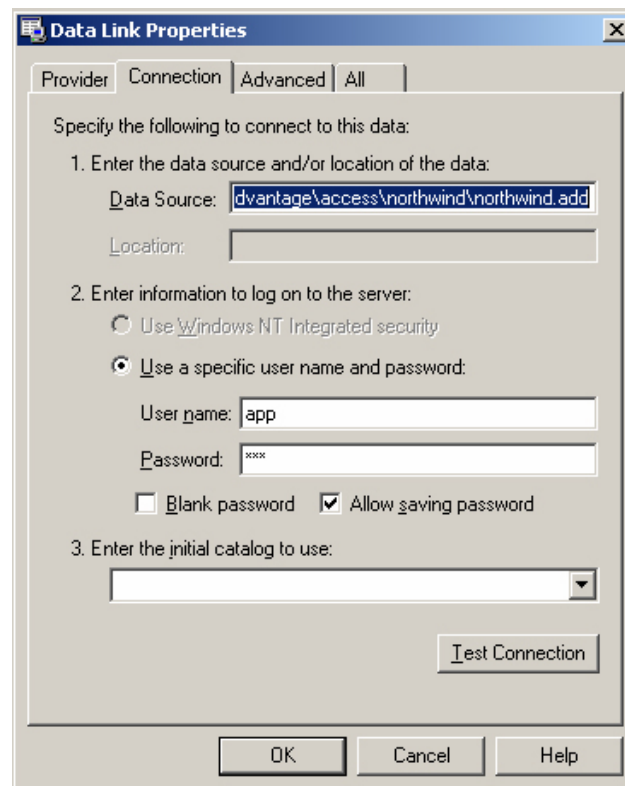 Data Link Properties
Provider Connection Advanced All
Specify the following to connect to this data:
1. Enter the data source and/or location of the data:
Data Source: dvantage\access\northwind\northwind.add
Location:
2. Enter information to log on to the server:
Use Windows NT Integrated security
Use a specific user name and password:
User name: app
Password: ***
Blank password Allow saving password
3. Enter the initial catalog to use:
Test Connection
OK Cancel Help